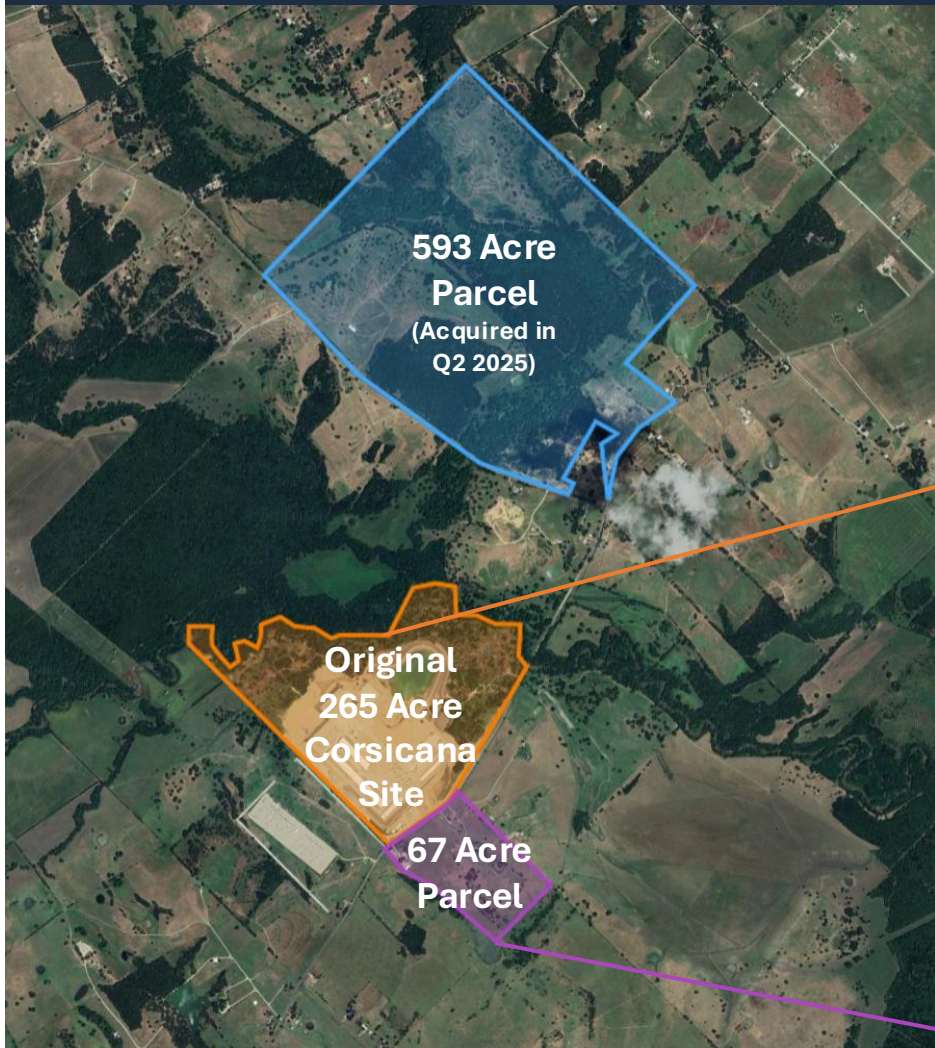 593 Acre
Parcel
(Acquired in
Q2 2025)
Original
265 Acre
Corsicana
Site
67 Acre
Parcel